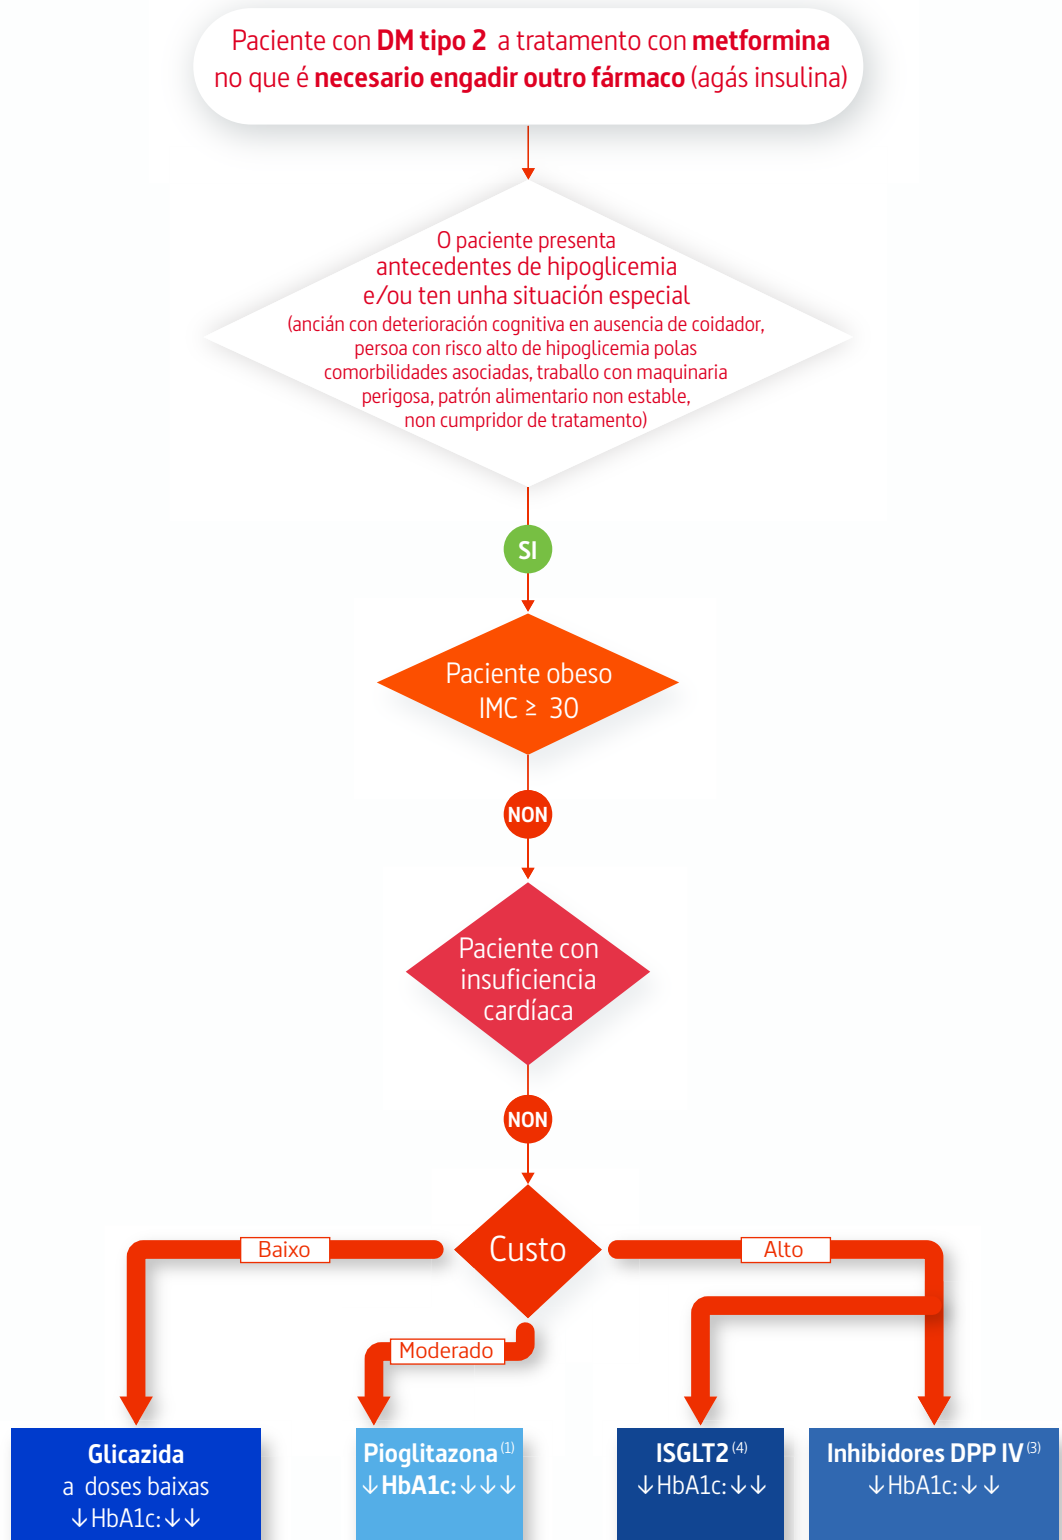 Paciente con DM tipo 2 a tratamento con metformina
no que é necesario engadir outro fármaco (agás insulina)
O paciente presenta
antecedentes de hipoglicemia
e/ou ten unha situación especial
(ancián con deterioración cognitiva en ausencia de coidador,
persoa con risco alto de hipoglicemia polas
comorbilidades asociadas, traballo con maquinaria
perigosa, patrón alimentario non estable,
non cumpridor de tratamento)
SI
Paciente obeso
IMC ≥ 30
NON
Paciente con
insuficiencia
cardíaca
NON
Custo
Baixo
Alto
Moderado
Glicazida
a doses baixas
↓HbA1c:↓↓
Pioglitazona (1)
↓HbA1c:↓↓↓
ISGLT2 (4)
↓HbA1c:↓↓
Inhibidores DPP IV (3)
↓HbA1c:↓↓